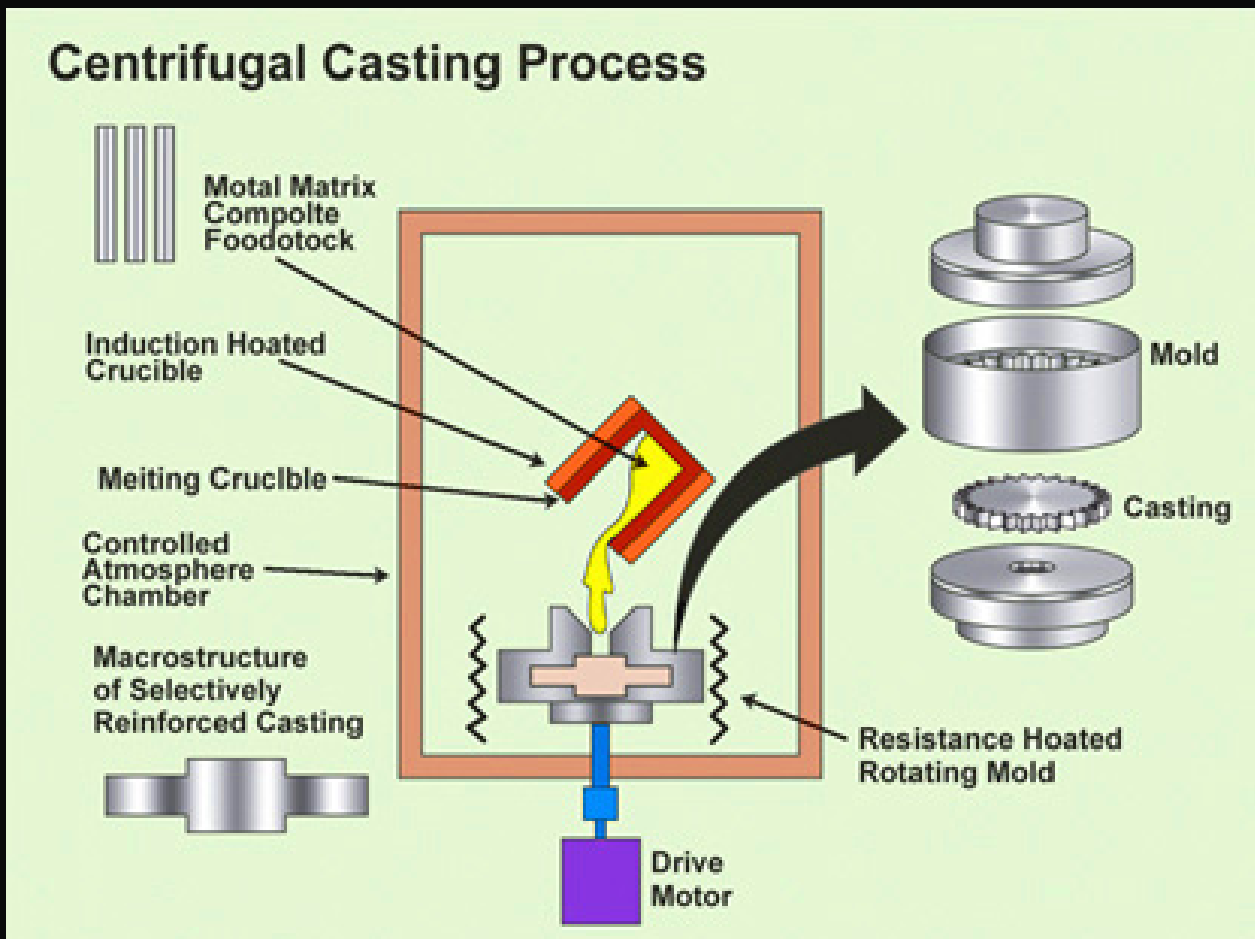 Centrifugal Casting Process
Motal Matrix
Compolte
Foodotock
Induction Hoated
Crucible
Meiting CrucIble
Controlled
Atmosphere
Chamber
Macrostructure
of Selectively
Reinforced Casting
Mold
Casting
Resistance Hoated
Rotating Mold
Drive
Motor